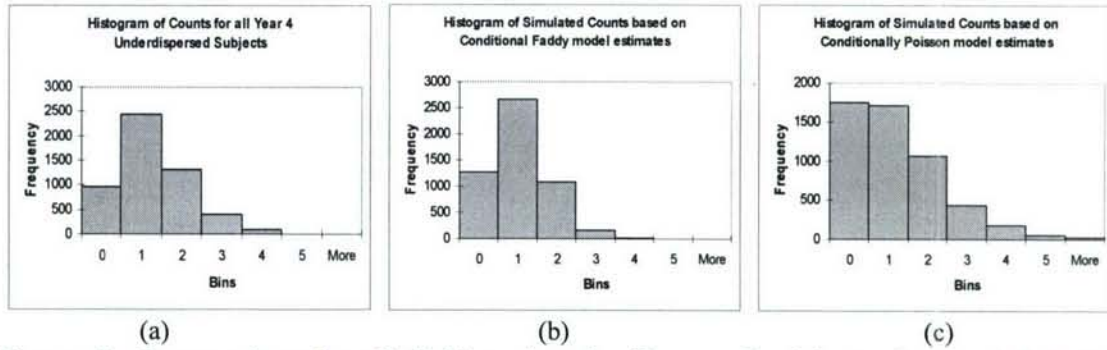 Histogram of Counts for all Year 4
Underdispersed Subjects
3000
2500
2000
1500
1000
500
0
Frequency
0 1 2 3 4 5 More
Bins
(a)
Histogram of Simulated Counts based on
Conditional Faddy model estimates
3000
2500
2000
1500
1000
500
0
Frequency
0 1 2 3 4 5 More
Bins
(b)
Histogram of Simulated Counts based on
Conditionally Poisson model estimates
2000
1500
1000
500
0
Frequency
0 1 2 3 4 5 More
Bins
(c)